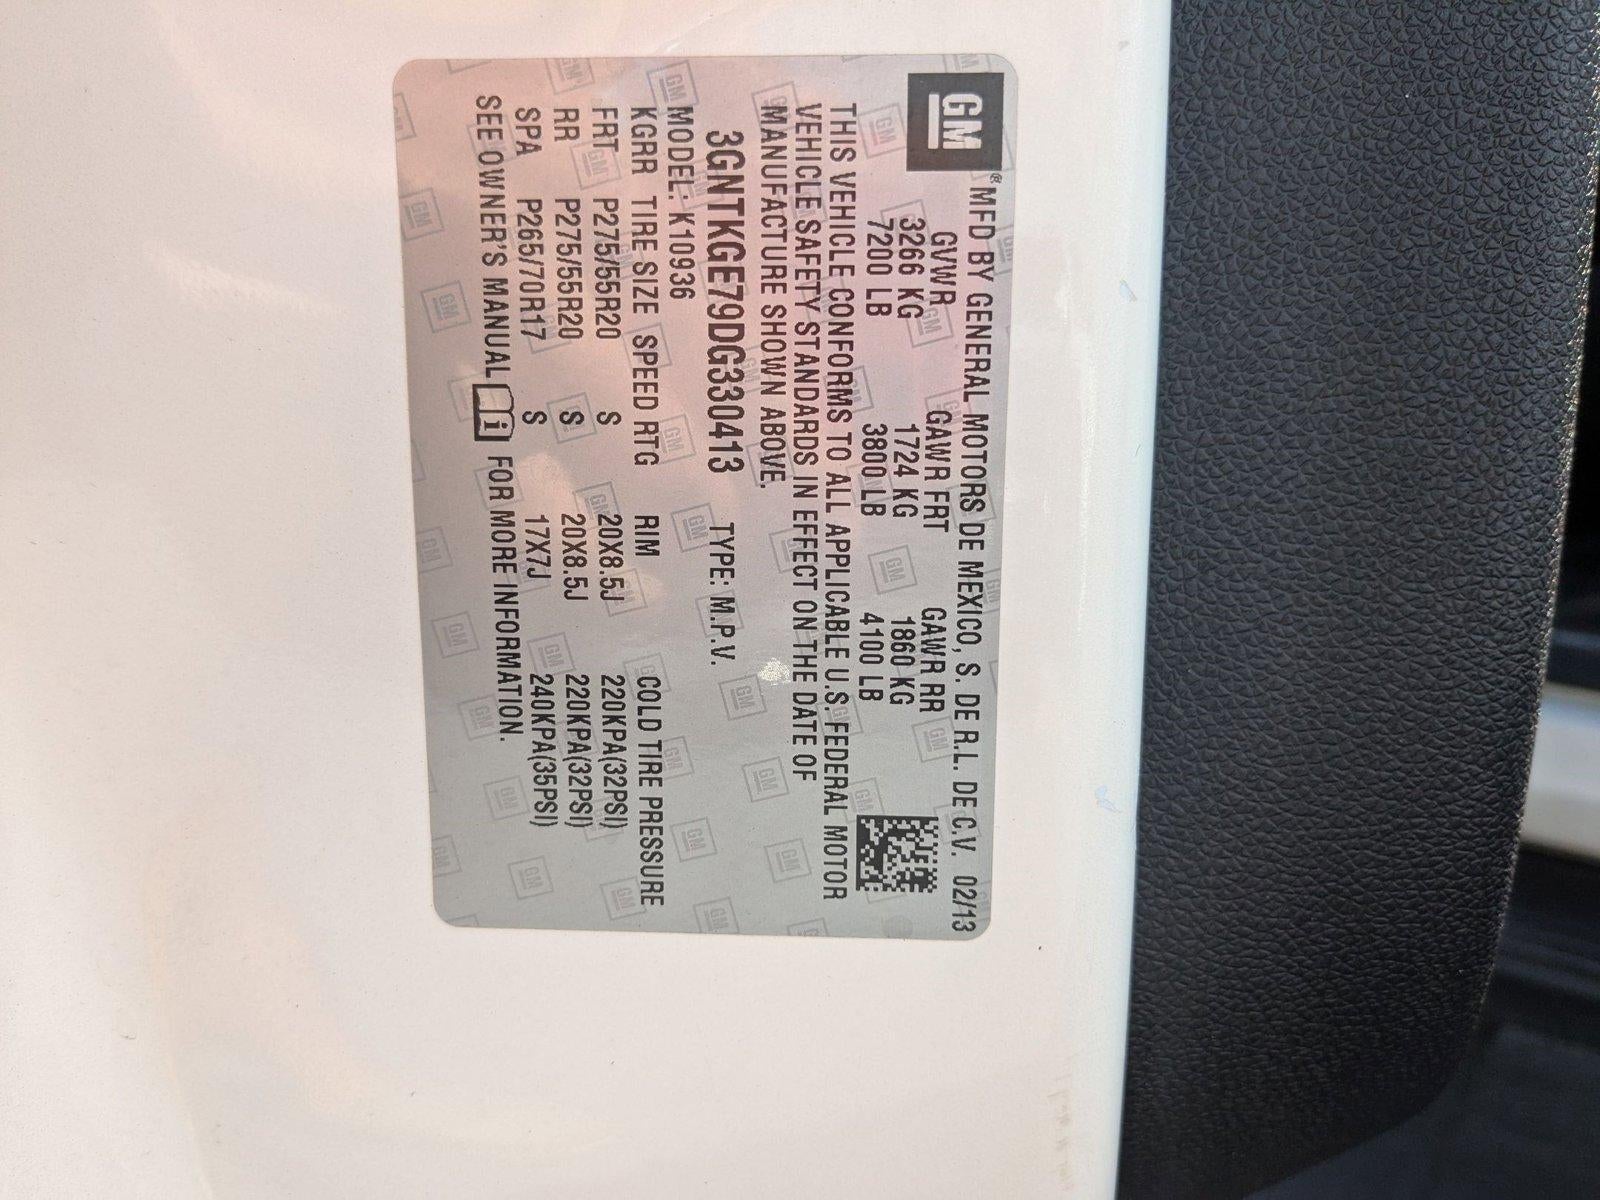 GM
® MFD BY GENERAL MOTORS DE MEXICO, S. DE R.L. DE C.V. 02/13
GVWR GAWR FRT GAWR RR
3266 KG 1724 KG 1860 KG
7200 LB 3800 LB 4100 LB
THIS VEHICLE CONFORMS TO ALL APPLICABLE U.S. FEDERAL MOTOR
VEHICLE SAFETY STANDARDS IN EFFECT ON THE DATE OF
MANUFACTURE SHOWN ABOVE.
3GNTKGE79DG330413 TYPE: M.P.V.
MODEL: K10936
KGRR TIRE SIZE SPEED RTG RIM COLD TIRE PRESSURE
FRT P275/55R20 S 20X8.5J 220KPA(32PSI)
RR P275/55R20 S 20X8.5J 220KPA(32PSI)
SPA P265/70R17 S 17X7J 240KPA(35PSI)
SEE OWNER'S MANUAL i FOR MORE INFORMATION.